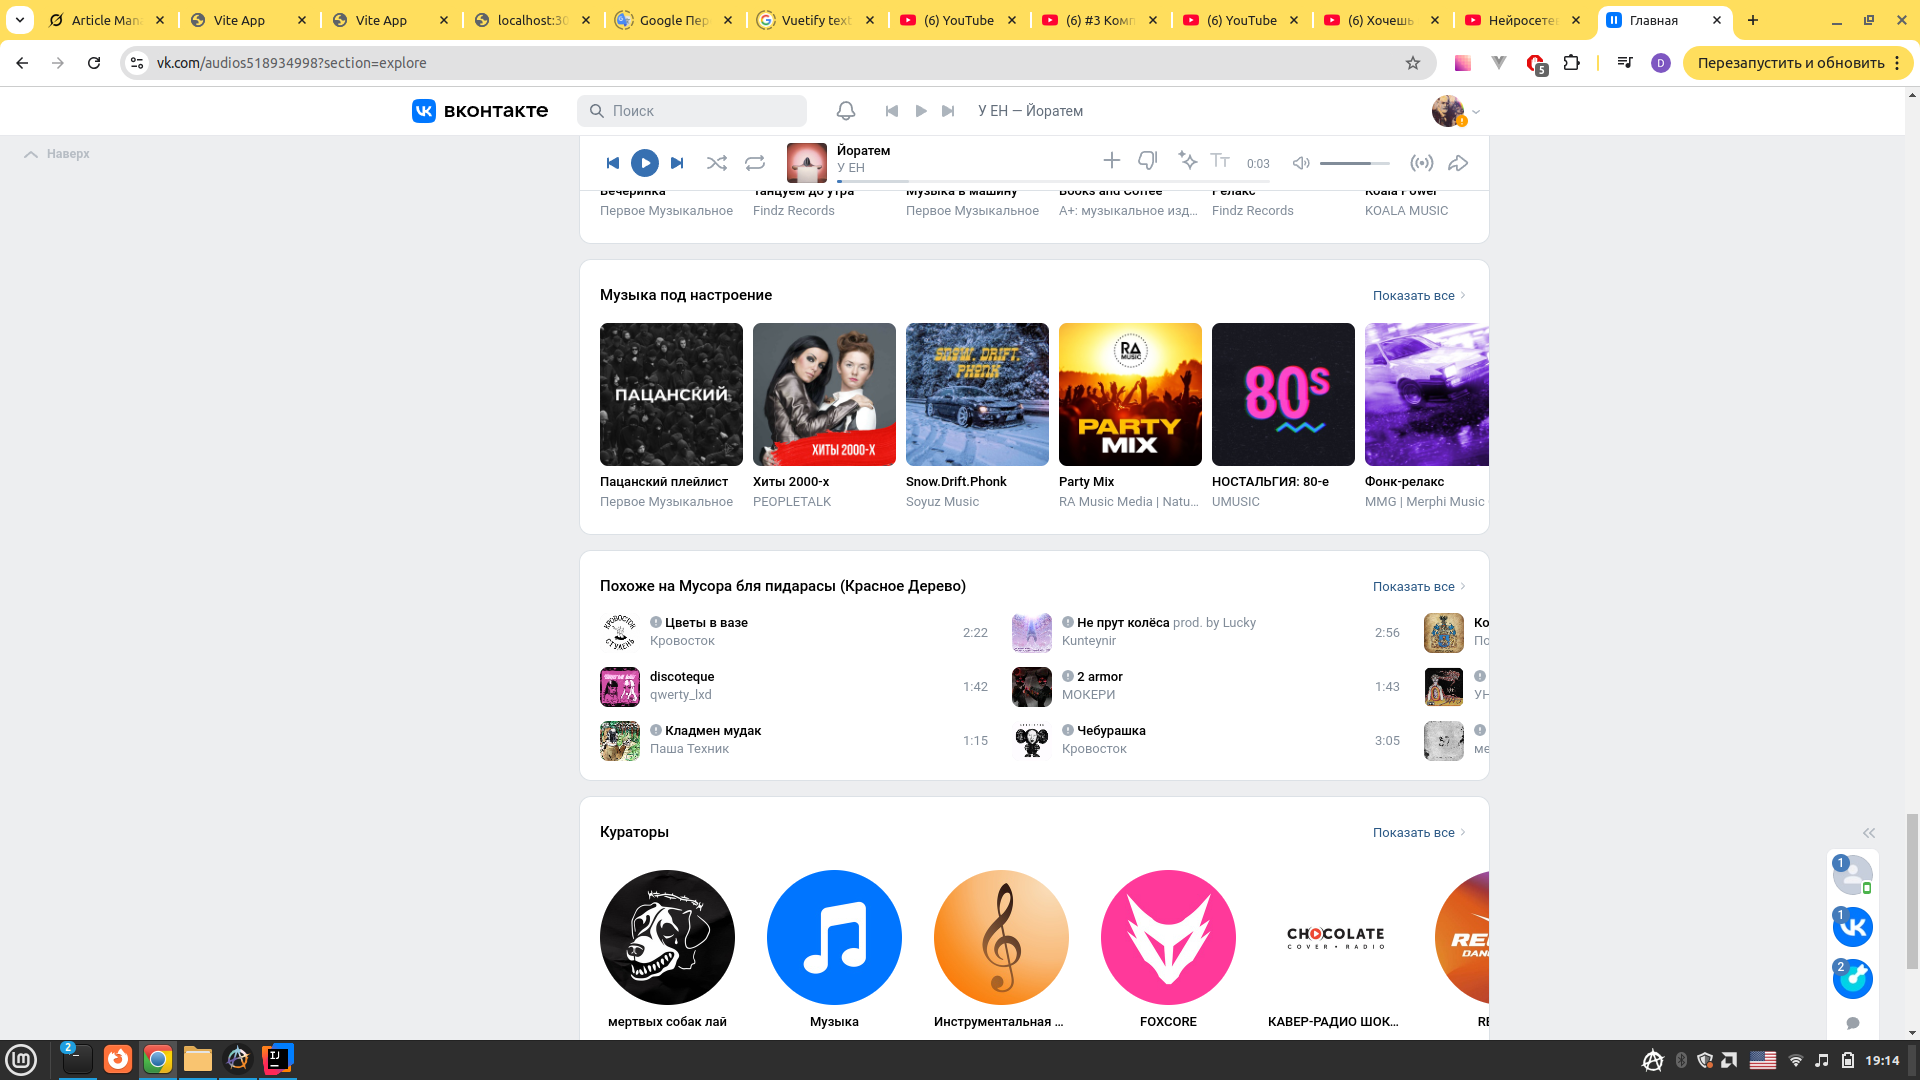 Article Mana
Vite App
Vite App
localhost:30
Google Пер
Vuetify text
(6) YouTube
(6) #3 Комп
(6) YouTube
(6) Хочешь
Нейросете
Главная
vk.com/audios518934998?section=explore
5
D
Перезапустить и обновить
вконтакте
Поиск
У ЕН — Йоратем
Наверх
Йоратем
У ЕН
0:03
Вечеринка
Танцуем до утра
Музыка в машину
Books and Coffee
Релакс
Koala Power
Первое Музыкальное
Findz Records
Первое Музыкальное
А+: музыкальное изд...
Findz Records
KOALA MUSIC
Музыка под настроение
Показать все
ПАЦАНСКИЙ
ХИТЫ 2000-Х
SNOW. DRIFT.
PHONK
RA
MUSIC
PARTY
MIX
80s
Пацанский плейлист
Хиты 2000-х
Snow.Drift.Phonk
Party Mix
НОСТАЛЬГИЯ: 80-е
Фонк-релакс
Первое Музыкальное
PEOPLETALK
Soyuz Music
RA Music Media | Natu...
UMUSIC
MMG | Merphi Music
Похоже на Мусора бля пидарасы (Красное Дерево)
Показать все
КРОВОСТОК
СТУДЕНЬ
Цветы в вазе
Кровосток
2:22
Не прут колёса prod. by Lucky
Kunteynir
2:56
Ко
По
discoteque
qwerty_lxd
1:42
2 armor
МОКЕРИ
1:43
УН
Кладмен мудак
Паша Техник
1:15
Чебурашка
Кровосток
3:05
ме
Кураторы
Показать все
CHOCOLATE
COVER • RADIO
мертвых собак лай
Музыка
Инструментальная ...
FOXCORE
КАВЕР-РАДИО ШОК...
RE
1
1
2
2
IJ
19:14